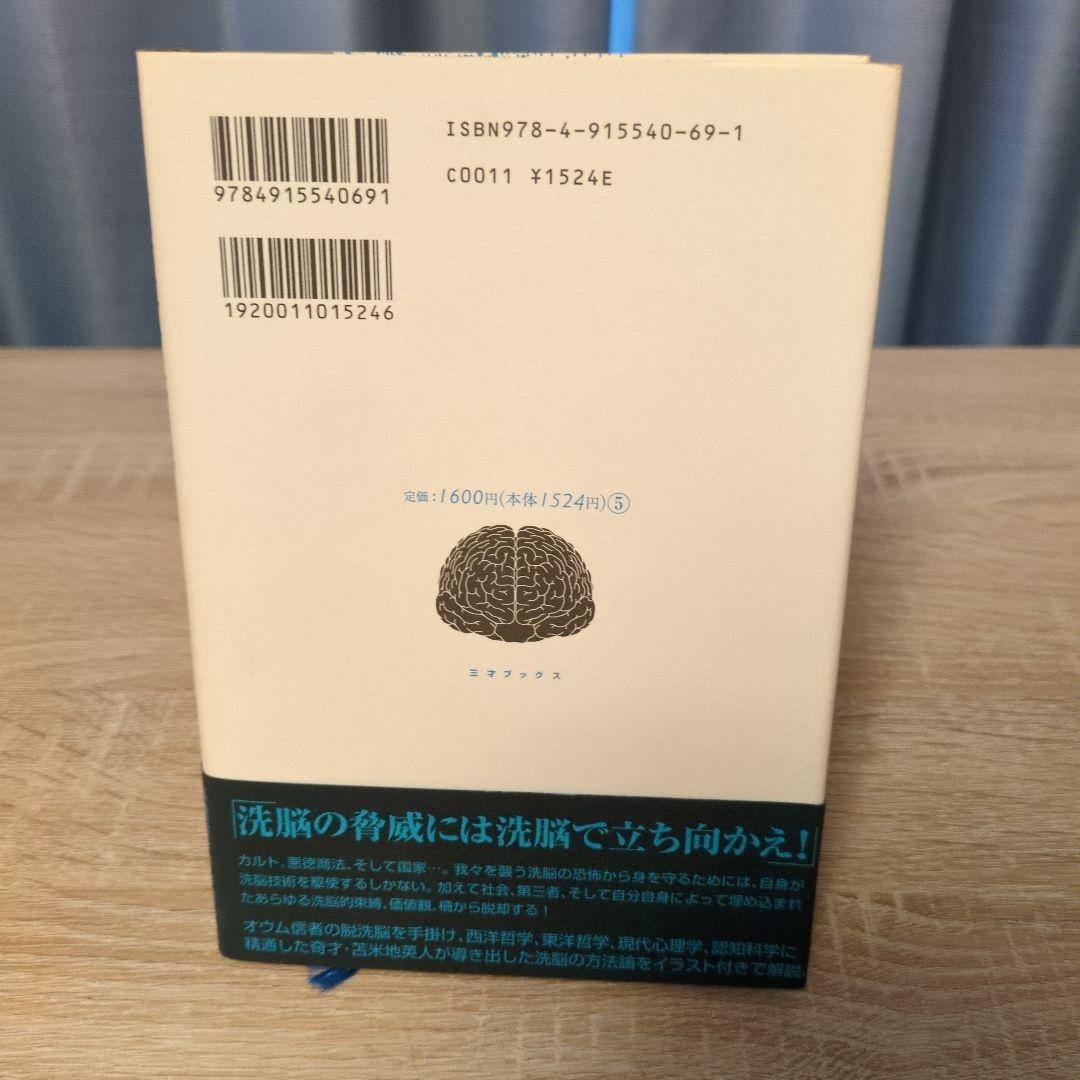 ISBN978-4-915540-69-1
C0011 ¥1524E
9784915540691
1920011015246
定価：1600円(本体1524円)⑤
三才ブックス
「洗脳の脅威には洗脳で立ち向かえ!」
カルト、悪徳商法、そして国家…。我々を襲う洗脳の恐怖から身を守るためには、自身が
洗脳技術を駆使するしかない。加えて社会、第三者、そして自分自身によって埋め込まれ
たあらゆる洗脳的束縛、価値観、柵から脱却する！
オウム信者の脱洗脳を手掛け、西洋哲学、東洋哲学、現代心理学、認知科学に
精通した奇才・苫米地英人が導き出した洗脳の方法論をイラスト付きで解説。